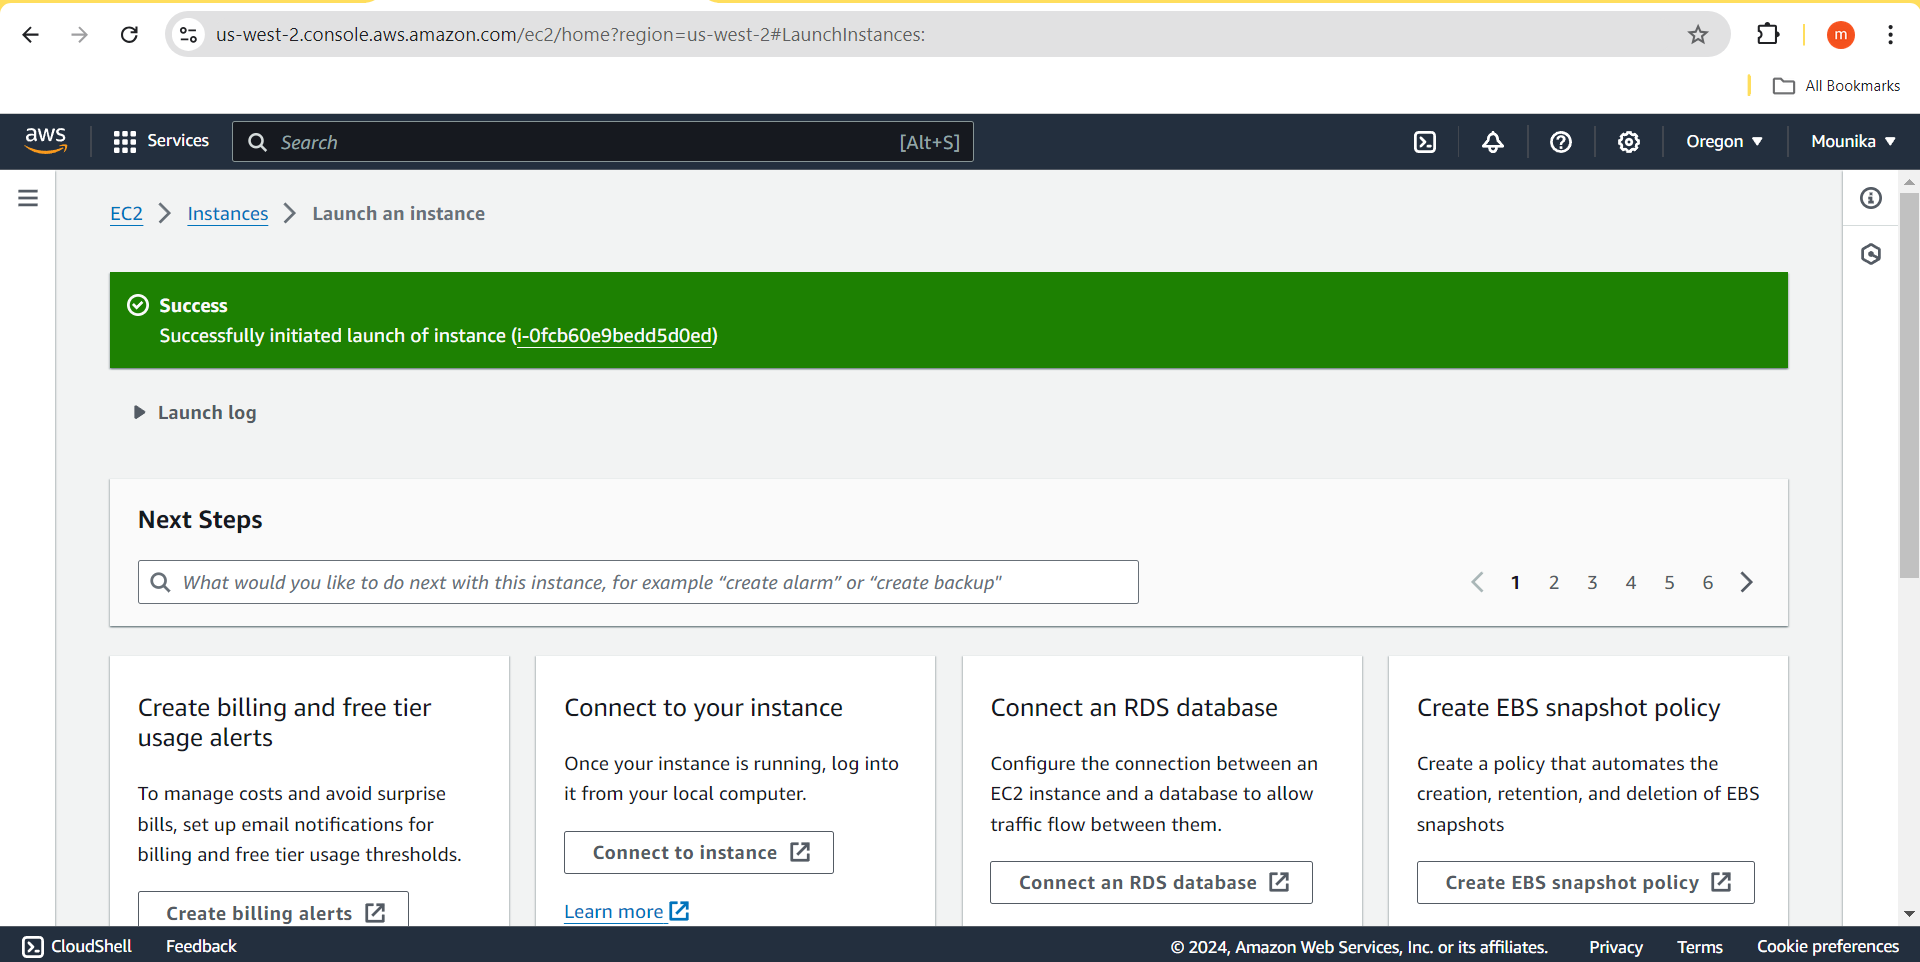 us-west-2.console.aws.amazon.com/ec2/home?region=us-west-2#LaunchInstances:
m
All Bookmarks
aws
Services
Search
[Alt+S]
Oregon
Mounika
EC2 > Instances > Launch an instance
Success
Successfully initiated launch of instance (i-0fcb60e9bedd5d0ed)
Launch log
Next Steps
What would you like to do next with this instance, for example “create alarm” or “create backup"
1 2 3 4 5 6
Create billing and free tier
usage alerts
To manage costs and avoid surprise
bills, set up email notifications for
billing and free tier usage thresholds.
Create billing alerts
Connect to your instance
Once your instance is running, log into
it from your local computer.
Connect to instance
Learn more
Connect an RDS database
Configure the connection between an
EC2 instance and a database to allow
traffic flow between them.
Connect an RDS database
Create EBS snapshot policy
Create a policy that automates the
creation, retention, and deletion of EBS
snapshots
Create EBS snapshot policy
CloudShell
Feedback
© 2024, Amazon Web Services, Inc. or its affiliates.
Privacy
Terms
Cookie preferences